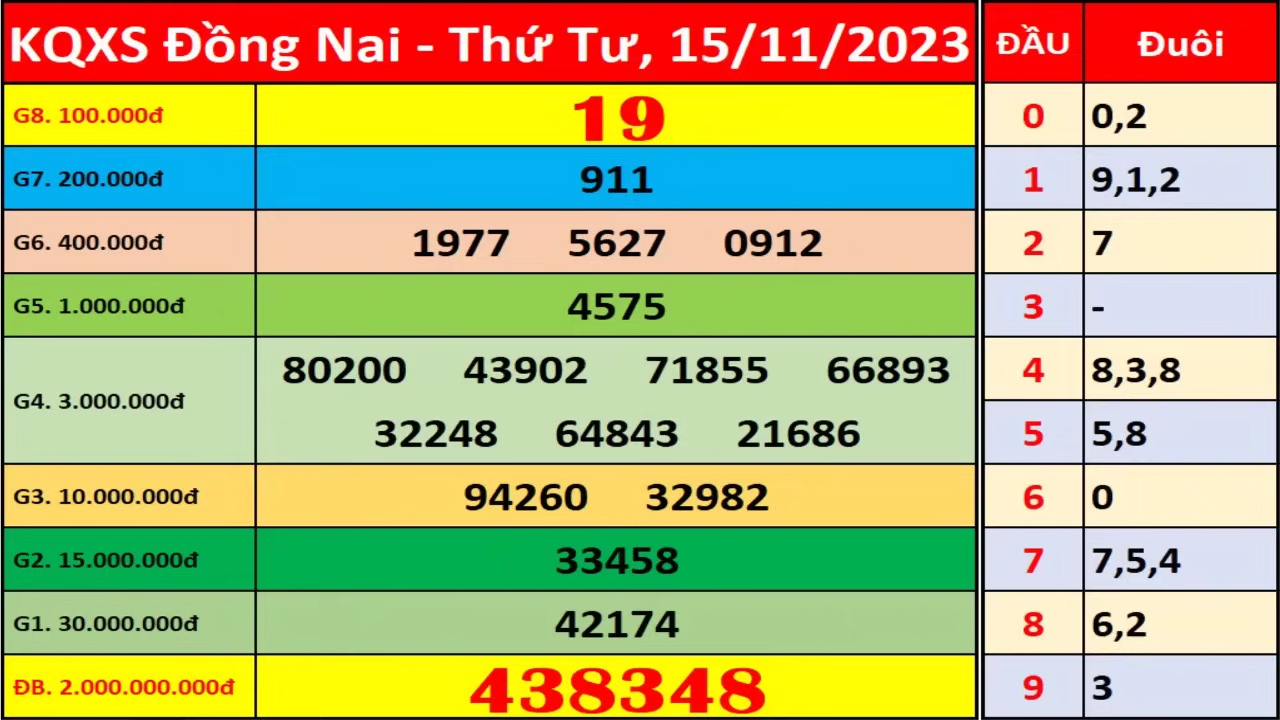 KQXS Đồng Nai - Thứ Tư, 15/11/2023 ĐẦU Đuôi
G8. 100.000đ 19 0 0,2
G7. 200.000đ 911 1 9,1,2
G6. 400.000đ 1977 5627 0912 2 7
G5. 1.000.000đ 4575 3 -
G4. 3.000.000đ 80200 43902 71855 66893 4 8,3,8
32248 64843 21686 5 5,8
G3. 10.000.000đ 94260 32982 6 0
G2. 15.000.000đ 33458 7 7,5,4
G1. 30.000.000đ 42174 8 6,2
ĐB. 2.000.000.000đ 438348 9 3